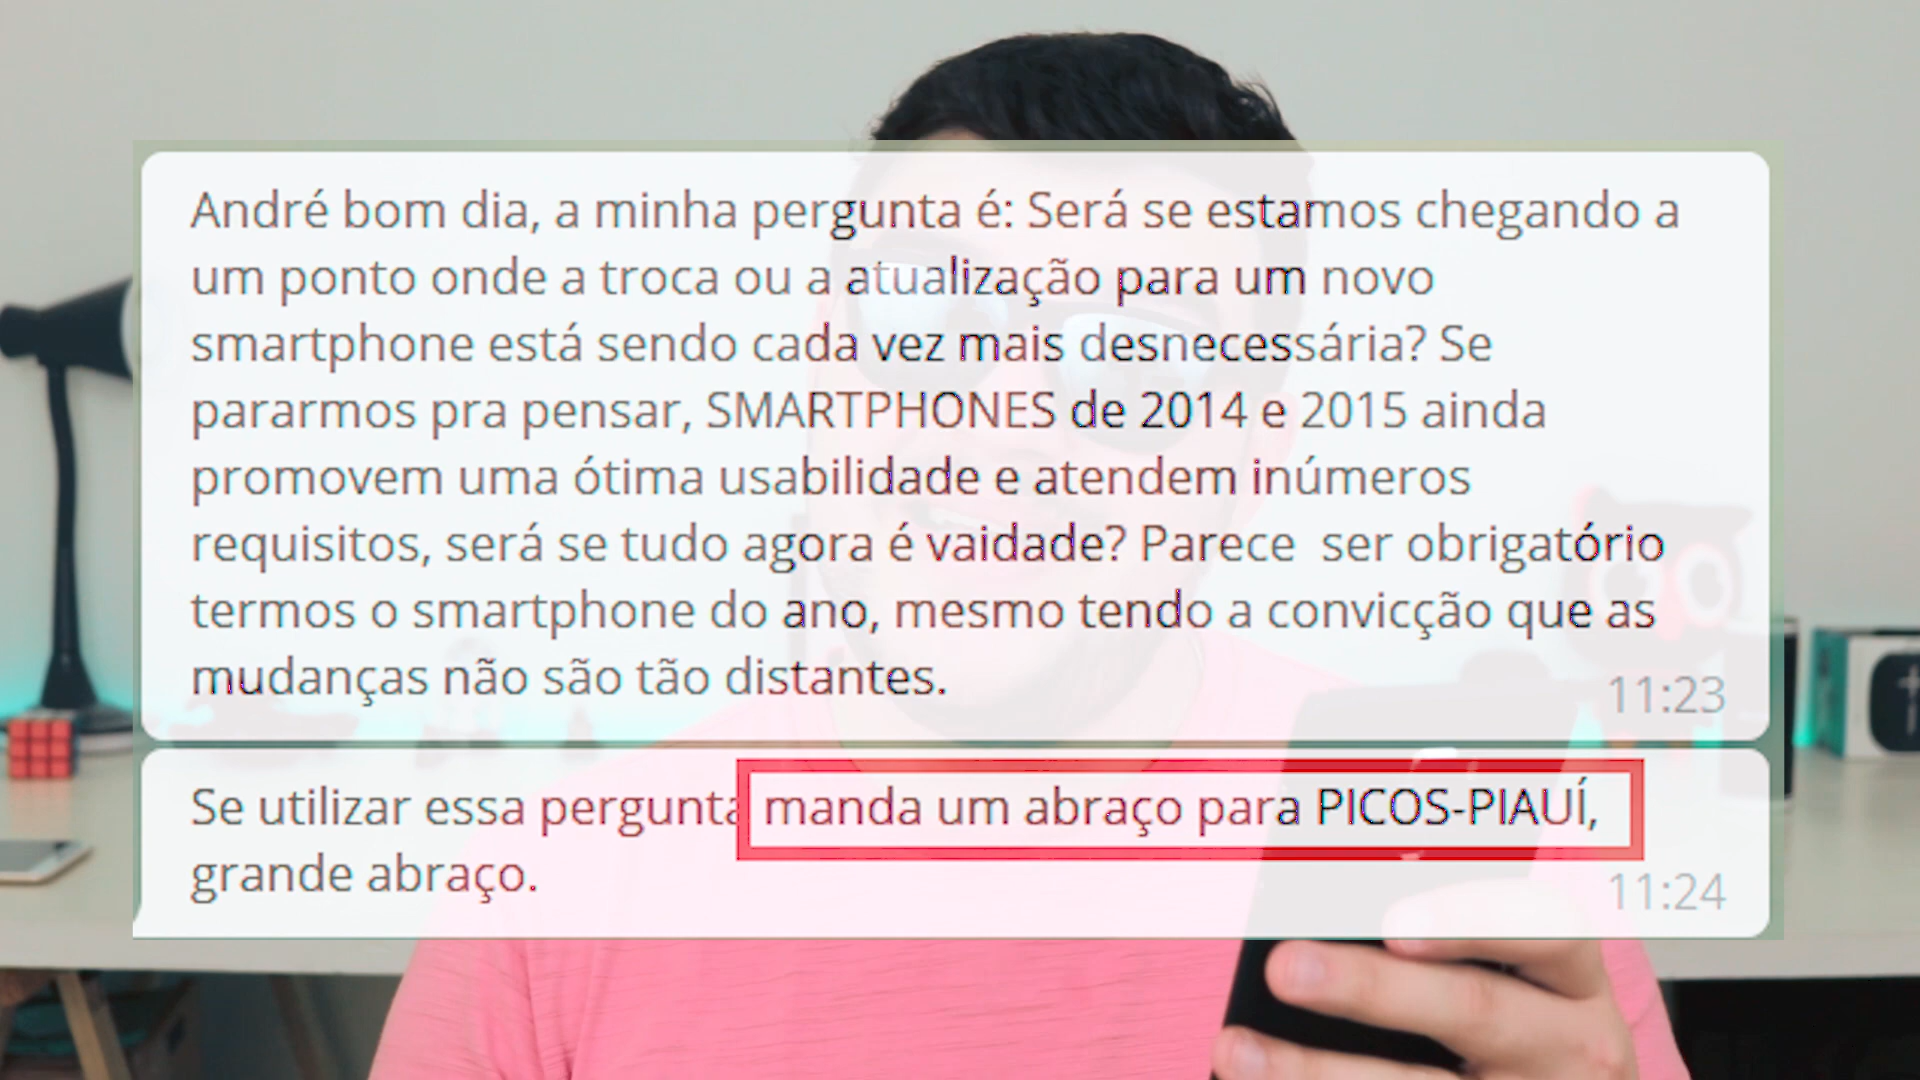 André bom dia, a minha pergunta é: Será se estamos chegando a
um ponto onde a troca ou a atualização para um novo
smartphone está sendo cada vez mais desnecessária? Se
pararmos pra pensar, SMARTPHONES de 2014 e 2015 ainda
promovem uma ótima usabilidade e atendem inúmeros
requisitos, será se tudo agora é vaidade? Parece  ser obrigatório
termos o smartphone do ano, mesmo tendo a convicção que as
mudanças não são tão distantes.
11:23
Se utilizar essa pergunta manda um abraço para PICOS-PIAUÍ,
grande abraço.
11:24